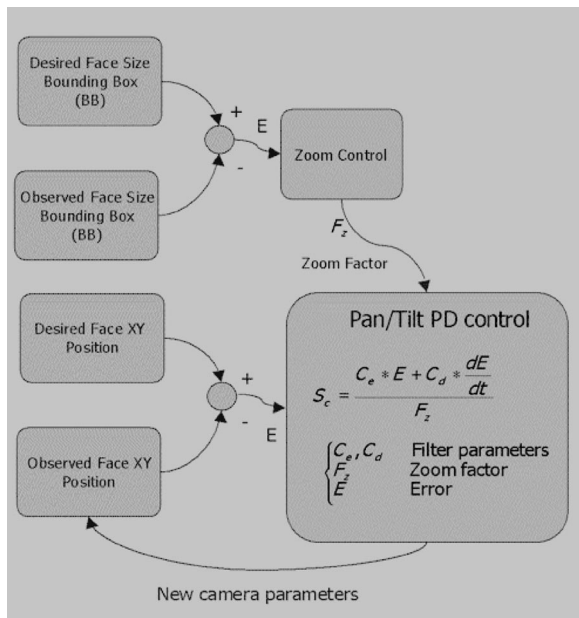 Desired Face Size
Bounding Box
(BB)
+
E
-
Zoom Control
Observed Face Size
Bounding Box
(BB)
F_z
Zoom Factor
Desired Face XY
Position
+
-
E
Observed Face XY
Position
Pan/Tilt PD control
S_c = (C_e * E + C_d * dE/dt) / F_z
C_e, C_d Filter parameters
F_z Zoom factor
E Error
New camera parameters